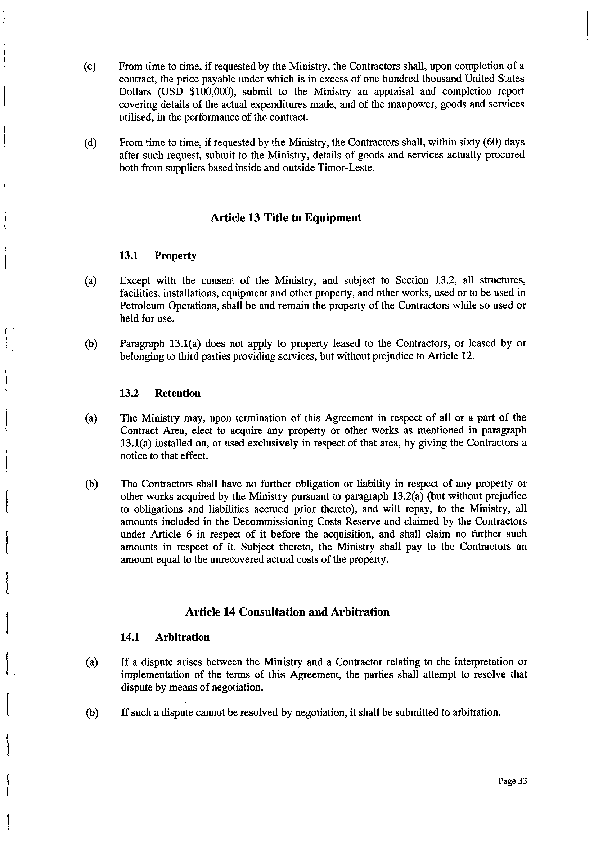 (c) From time to time, if requested by the Ministry, the Contractors shall, upon completion of a
contract, the price payable under which is in excess of one hundred thousand United States
Dollars (USD $100,000), submit to the Ministry an appraisal and completion report
covering details of the actual expenditures made, and of the manpower, goods and services
utilised, in the performance of the contract.
(d) From time to time, if requested by the Ministry, the Contractors shall, within sixty (60) days
after such request, submit to the Ministry, details of goods and services actually procured
both from suppliers based inside and outside Timor-Leste.
Article 13 Title to Equipment
13.1 Property
(a) Except with the consent of the Ministry, and subject to Section 13.2, all structures,
facilities, installations, equipment and other property, and other works, used or to be used in
Petroleum Operations, shall be and remain the property of the Contractors while so used or
held for use.
(b) Paragraph 13.1(a) does not apply to property leased to the Contractors, or leased by or
belonging to third parties providing services, but without prejudice to Article 12.
13.2 Retention
(a) The Ministry may, upon termination of this Agreement in respect of all or a part of the
Contract Area, elect to acquire any property or other works as mentioned in paragraph
13.1(a) installed on, or used exclusively in respect of that area, by giving the Contractors a
notice to that effect.
(b) The Contractors shall have no further obligation or liability in respect of any property or
other works acquired by the Ministry pursuant to paragraph 13.2(a) (but without prejudice
to obligations and liabilities accrued prior thereto), and will repay, to the Ministry, all
amounts included in the Decommissioning Costs Reserve and claimed by the Contractors
under Article 6 in respect of it before the acquisition, and shall claim no further such
amounts in respect of it. Subject thereto, the Ministry shall pay to the Contractors an
amount equal to the unrecovered actual costs of the property.
Article 14 Consultation and Arbitration
14.1 Arbitration
(a) If a dispute arises between the Ministry and a Contractor relating to the interpretation or
implementation of the terms of this Agreement, the parties shall attempt to resolve that
dispute by means of negotiation.
(b) If such a dispute cannot be resolved by negotiation, it shall be submitted to arbitration.
Page 33